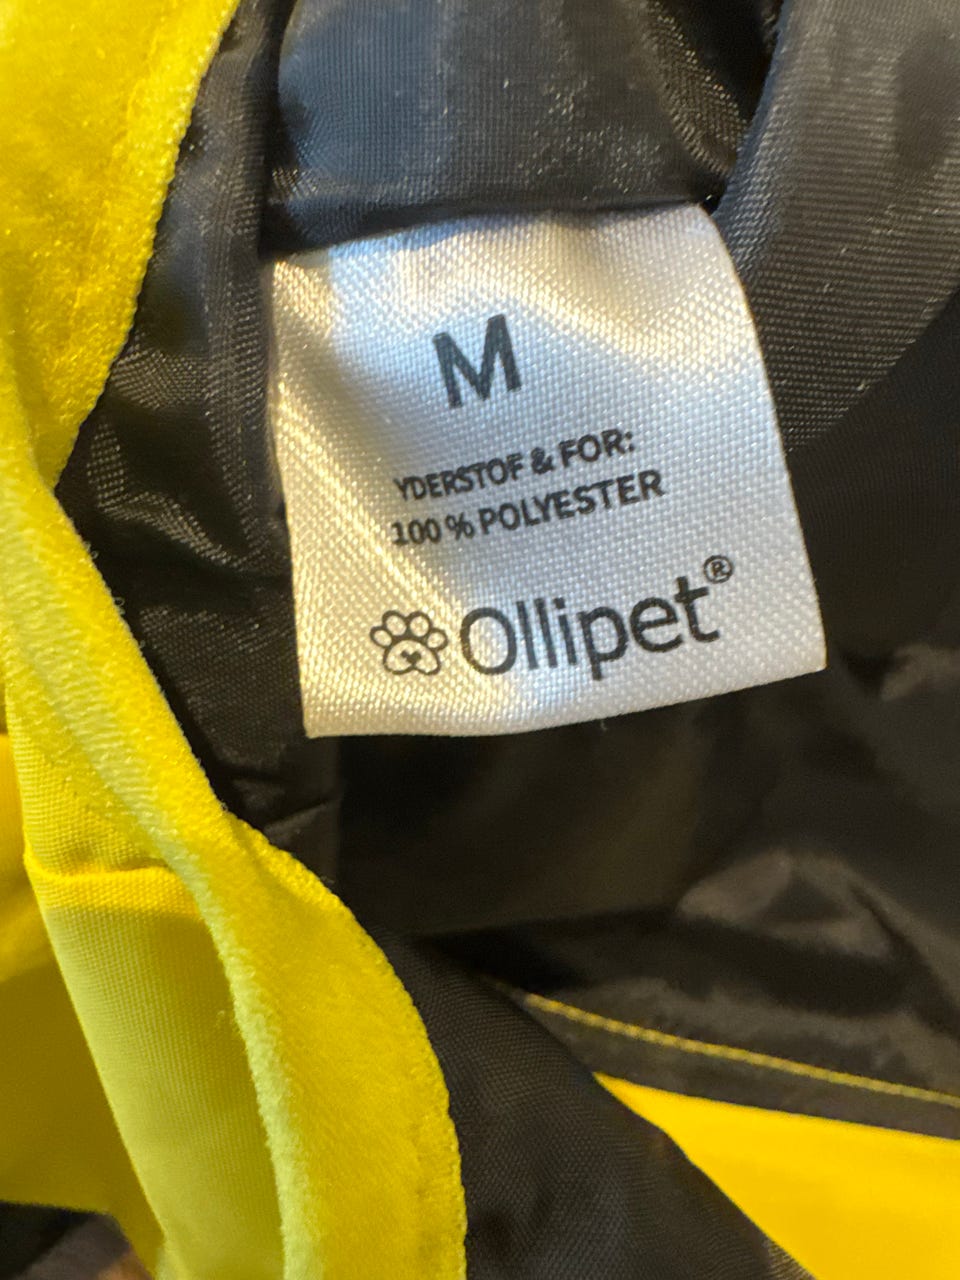 M
YDERSTOF & FOR:
100 % POLYESTER
Ollipet®